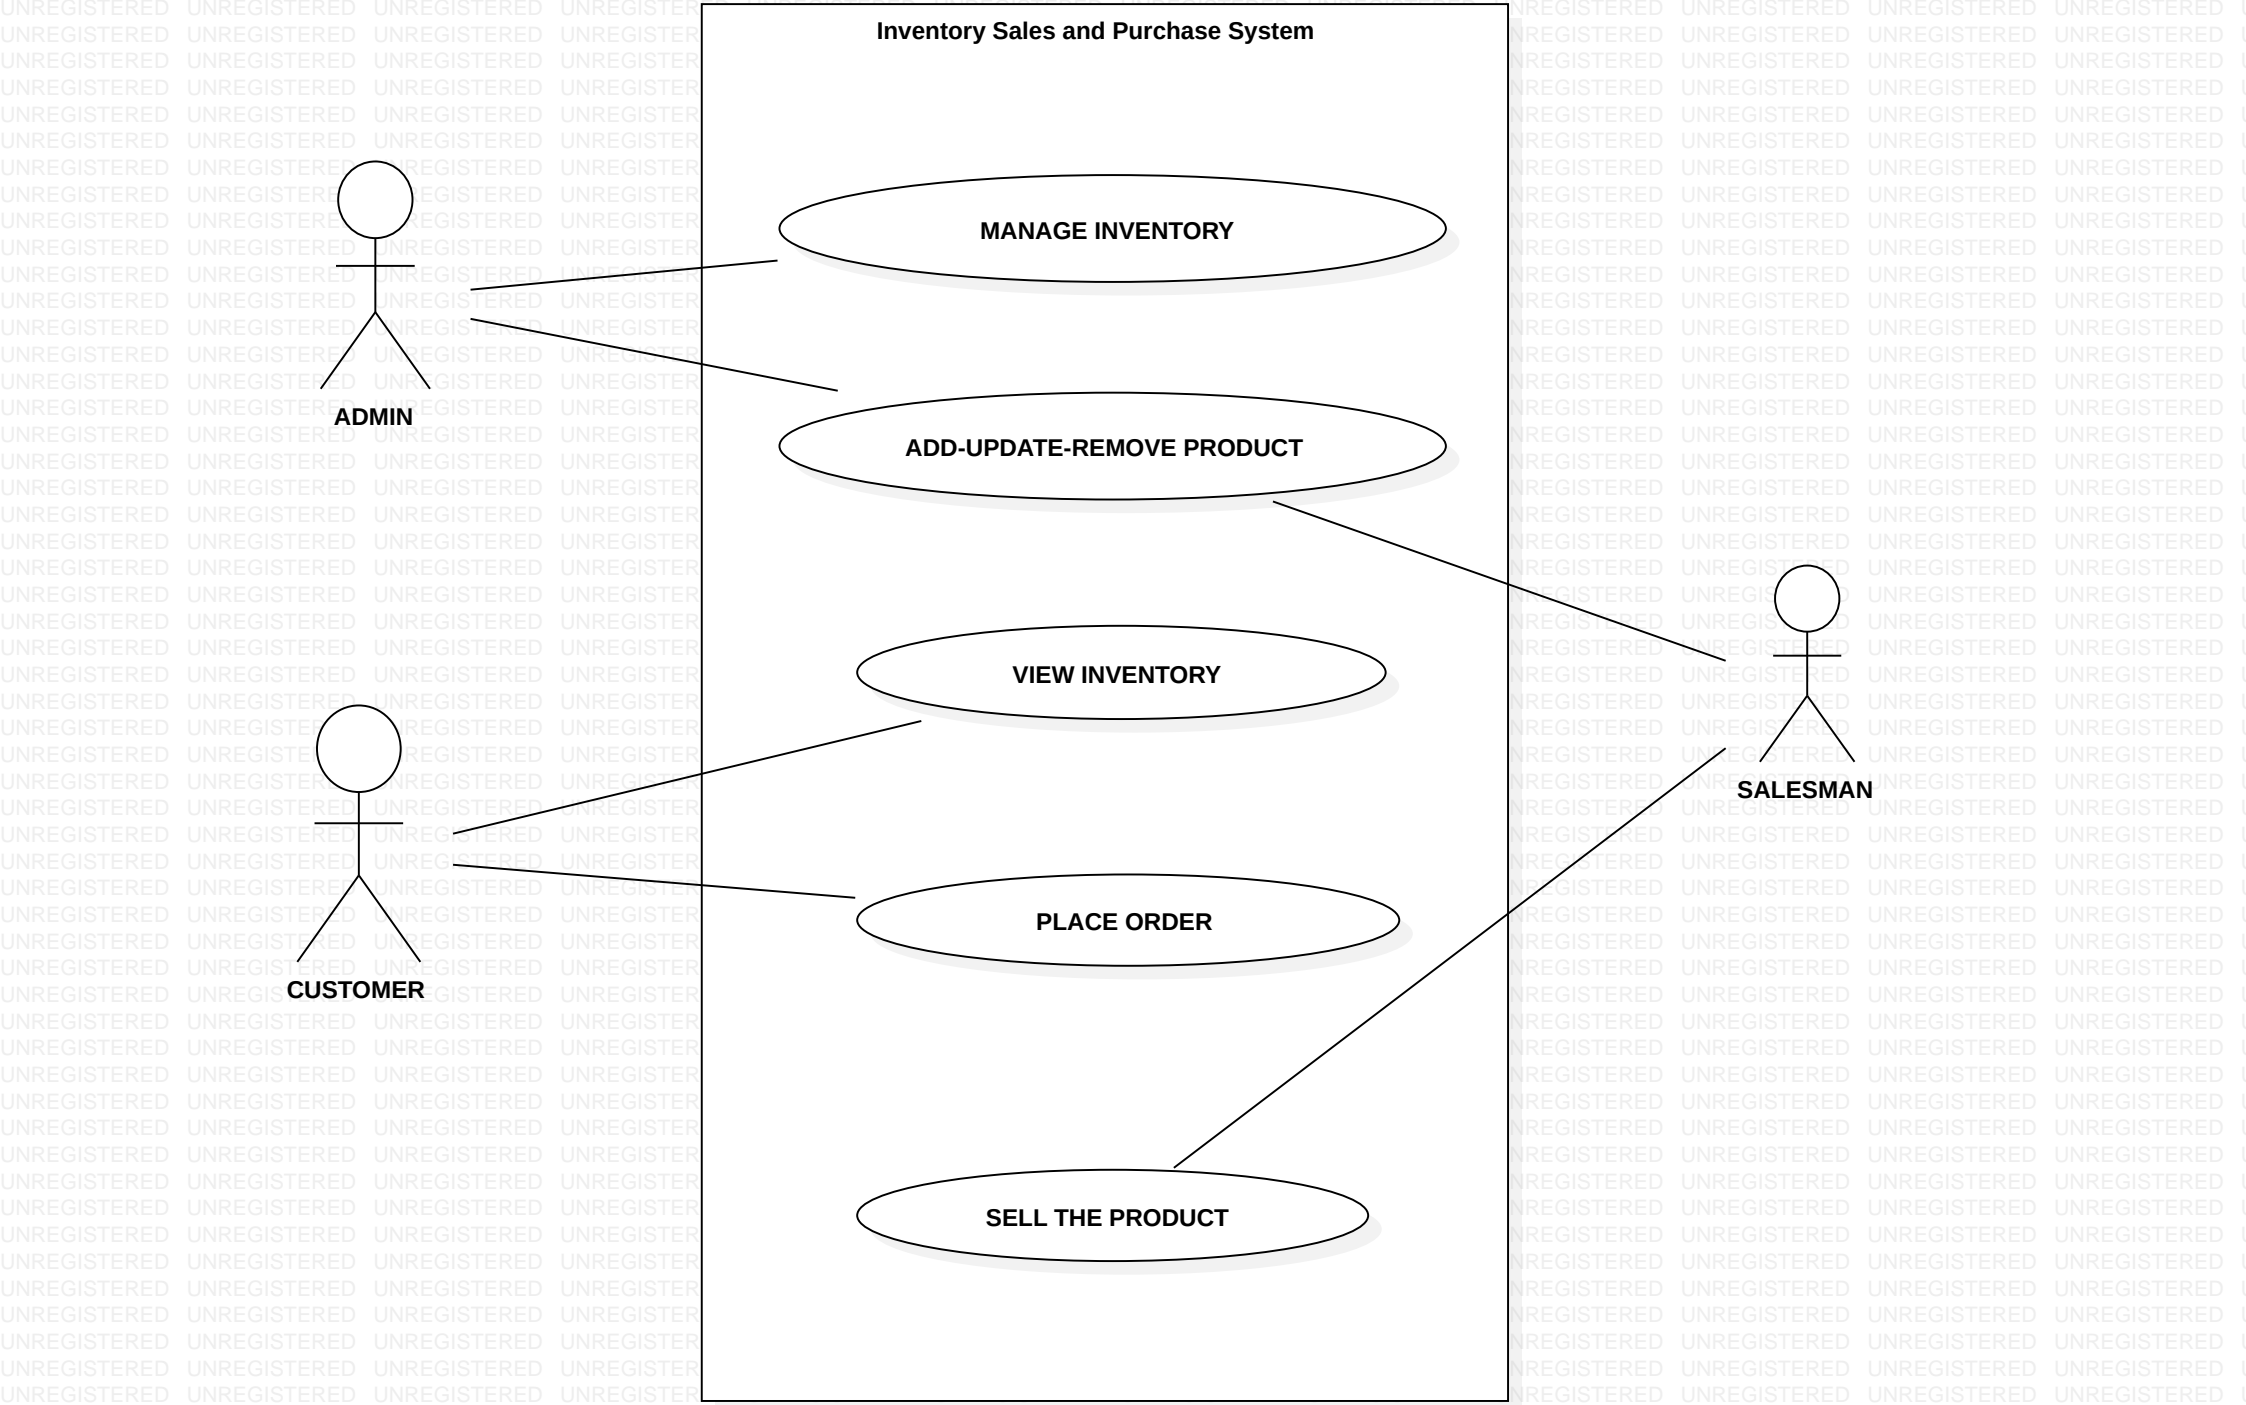 Inventory Sales and Purchase System
MANAGE INVENTORY
ADMIN
ADD-UPDATE-REMOVE PRODUCT
VIEW INVENTORY
SALESMAN
PLACE ORDER
CUSTOMER
SELL THE PRODUCT
UNREGISTERED